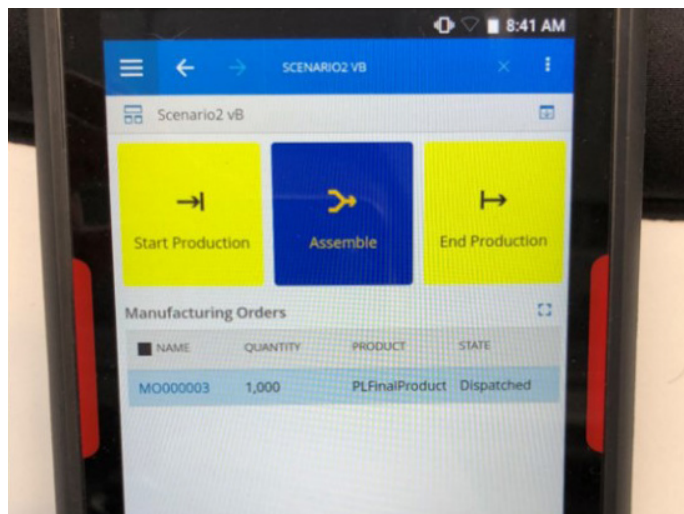 8:41 AM
SCENARIO2 VB
Scenario2 vB
Start Production Assemble End Production
Manufacturing Orders
NAME QUANTITY PRODUCT STATE
MO000003 1,000 PLFinalProduct Dispatched